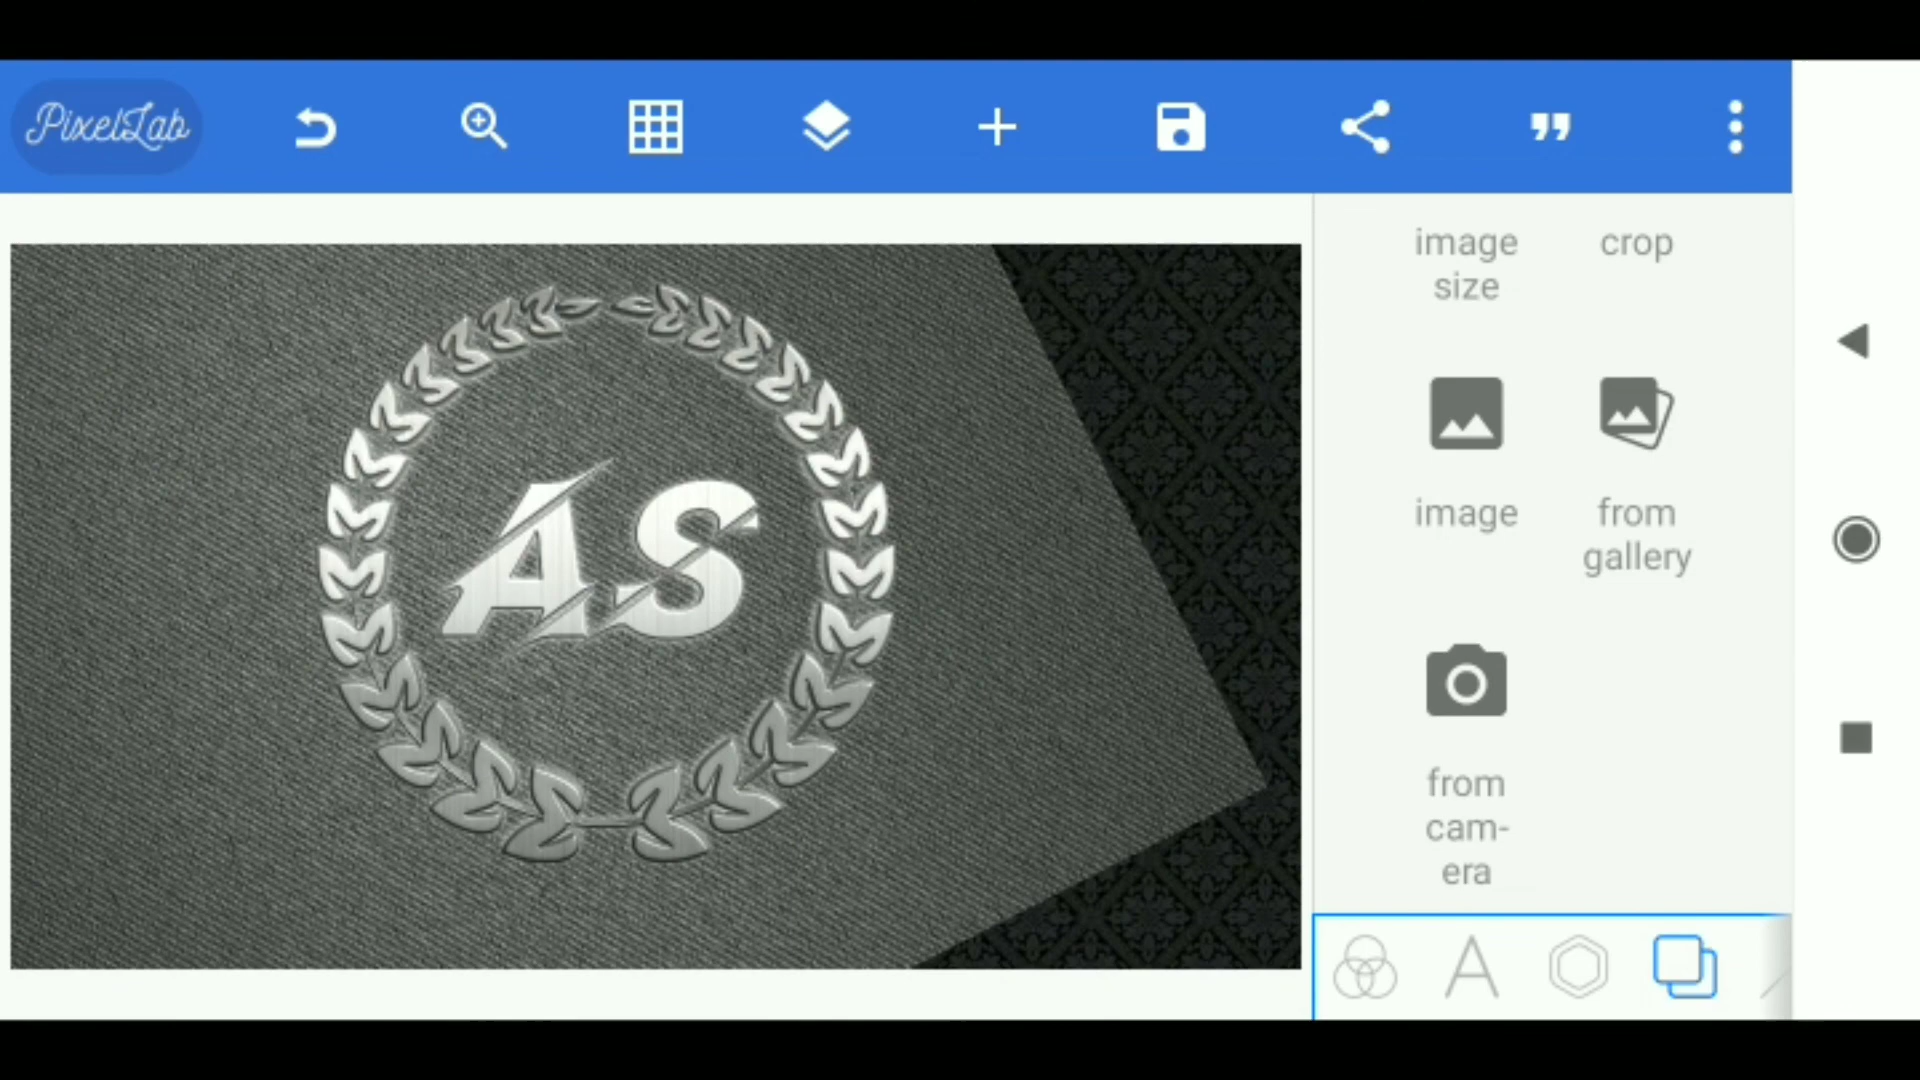 PixelLab
image
size
crop
AS
image
from
gallery
from
cam-
era